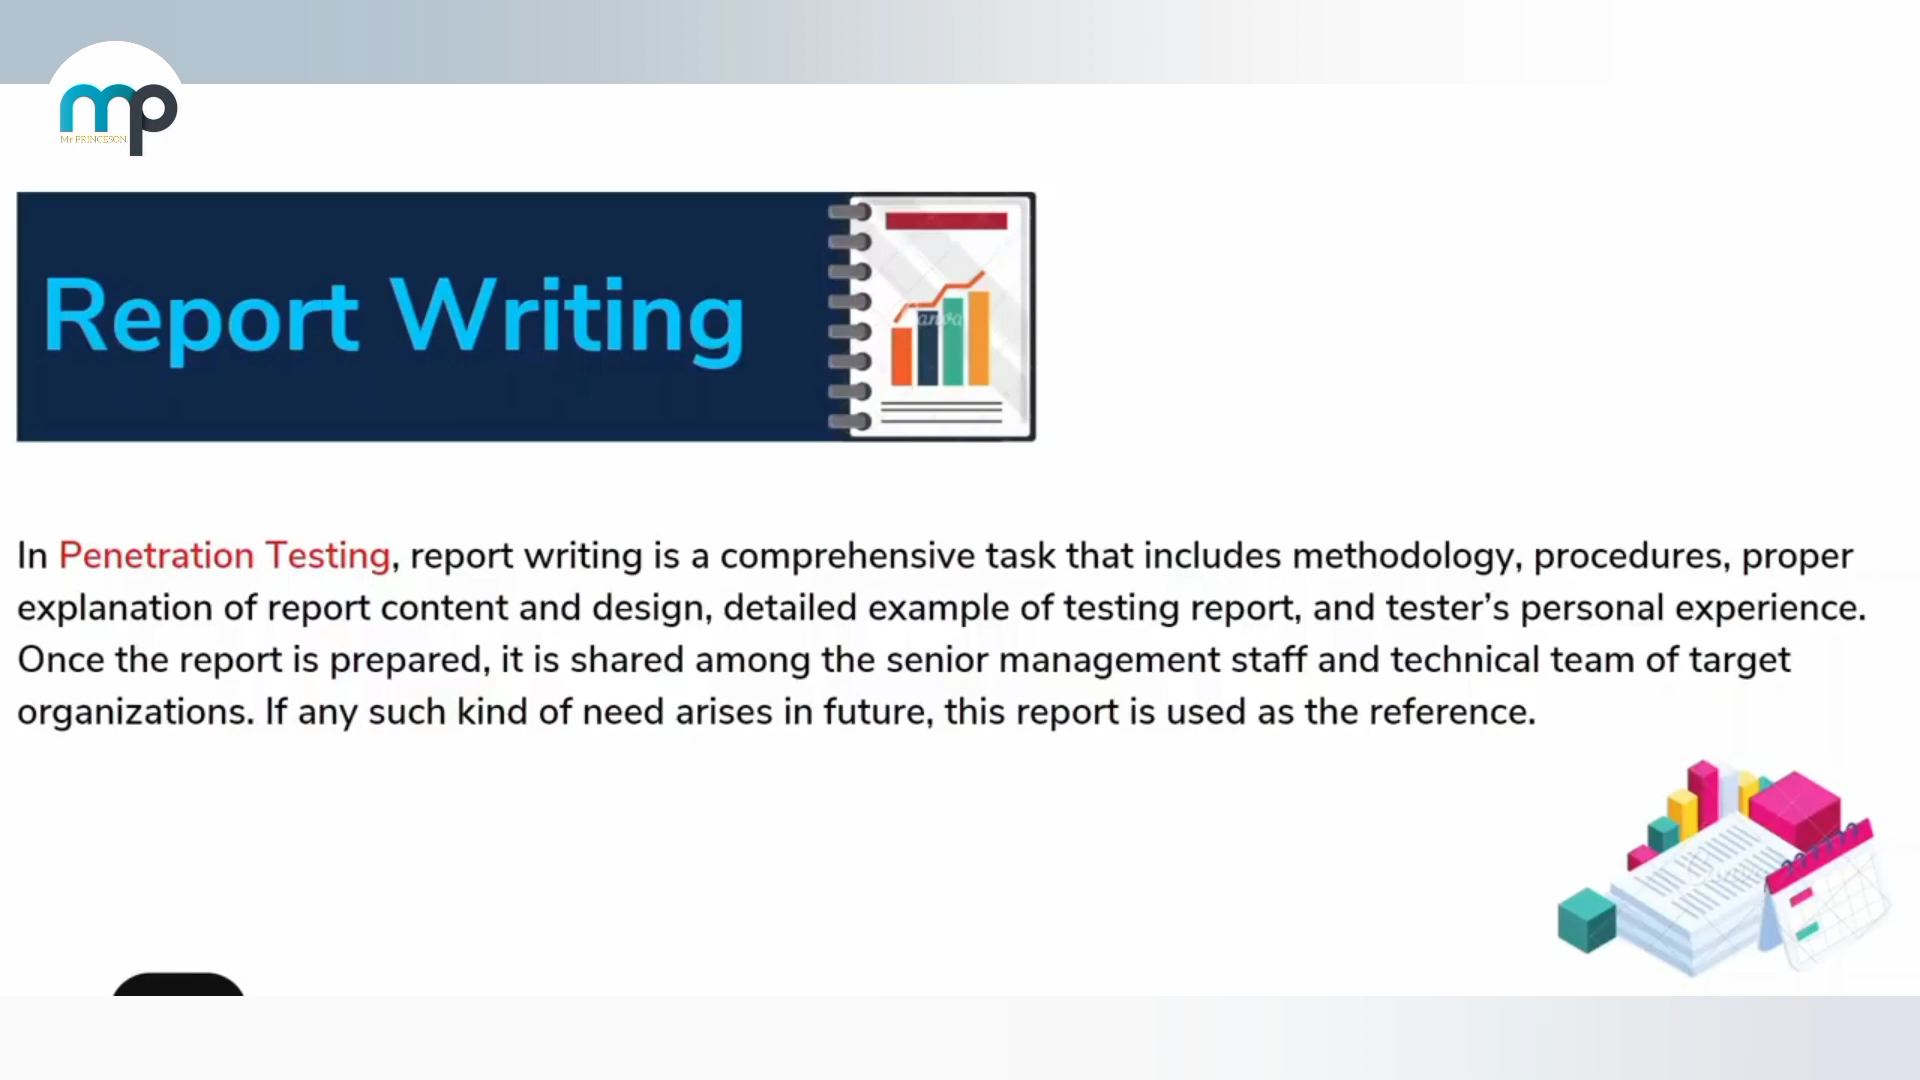 mp
Mr PRINCESON
Report Writing
In Penetration Testing, report writing is a comprehensive task that includes methodology, procedures, proper
explanation of report content and design, detailed example of testing report, and tester’s personal experience.
Once the report is prepared, it is shared among the senior management staff and technical team of target
organizations. If any such kind of need arises in future, this report is used as the reference.